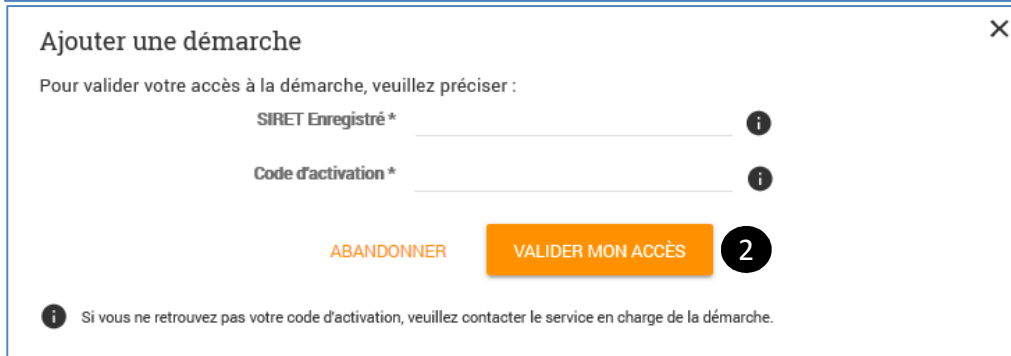 Ajouter une démarche
Pour valider votre accès à la démarche, veuillez préciser :
SIRET Enregistré *
Code d'activation *
ABANDONNER VALIDER MON ACCÈS 2
Si vous ne retrouvez pas votre code d'activation, veuillez contacter le service en charge de la démarche.